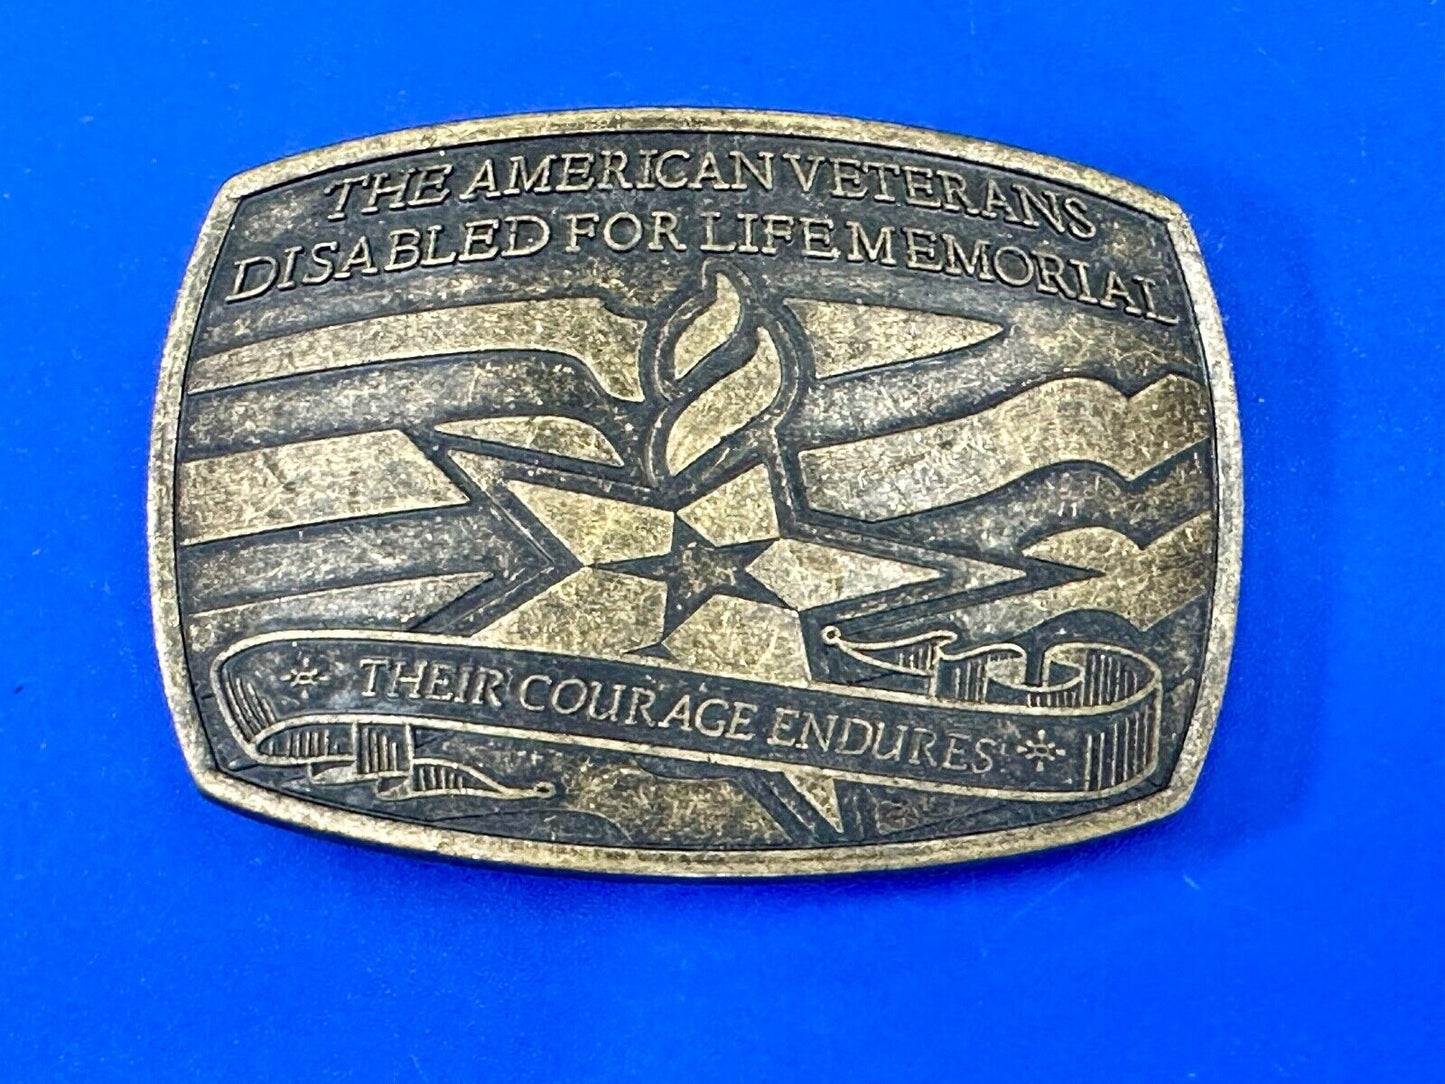 THE AMERICAN VETERANS
DISABLED FOR LIFE MEMORIAL
THEIR COURAGE ENDURES